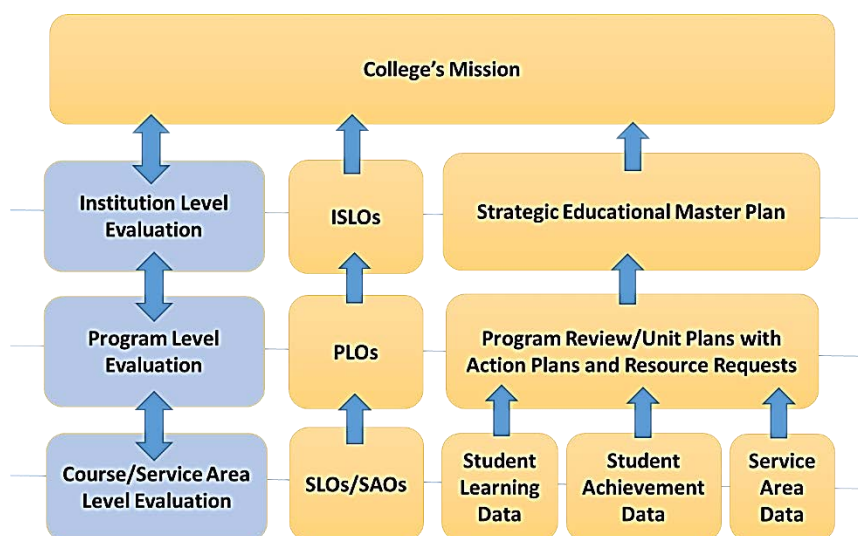 College's Mission
Institution Level
Evaluation
ISLOs
Strategic Educational Master Plan
Program Level
Evaluation
PLOs
Program Review/Unit Plans with
Action Plans and Resource Requests
Course/Service Area
Level Evaluation
SLOs/SAOs
Student
Learning
Data
Student
Achievement
Data
Service
Area
Data